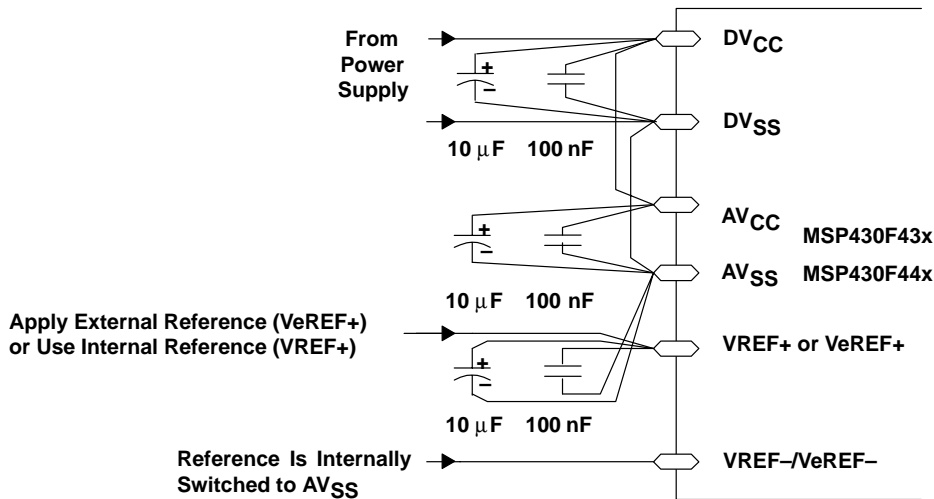 From
Power
Supply
DVCC
+
−
DVSS
10 µF 100 nF
AVCC
MSP430F43x
+
−
AVSS
MSP430F44x
10 µF 100 nF
Apply External Reference (VeREF+)
or Use Internal Reference (VREF+)
VREF+ or VeREF+
+
−
10 µF 100 nF
Reference Is Internally
Switched to AVSS
VREF−/VeREF−